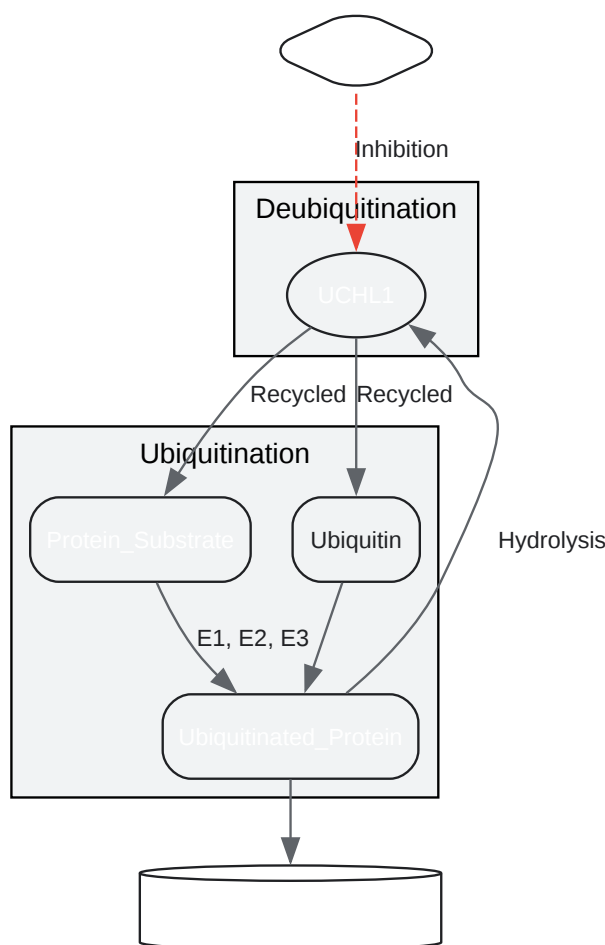 Inhibition
Deubiquitination
UCHL1
Recycled
Recycled
Ubiquitination
Protein_Substrate
Ubiquitin
Hydrolysis
E1, E2, E3
Ubiquitinated_Protein